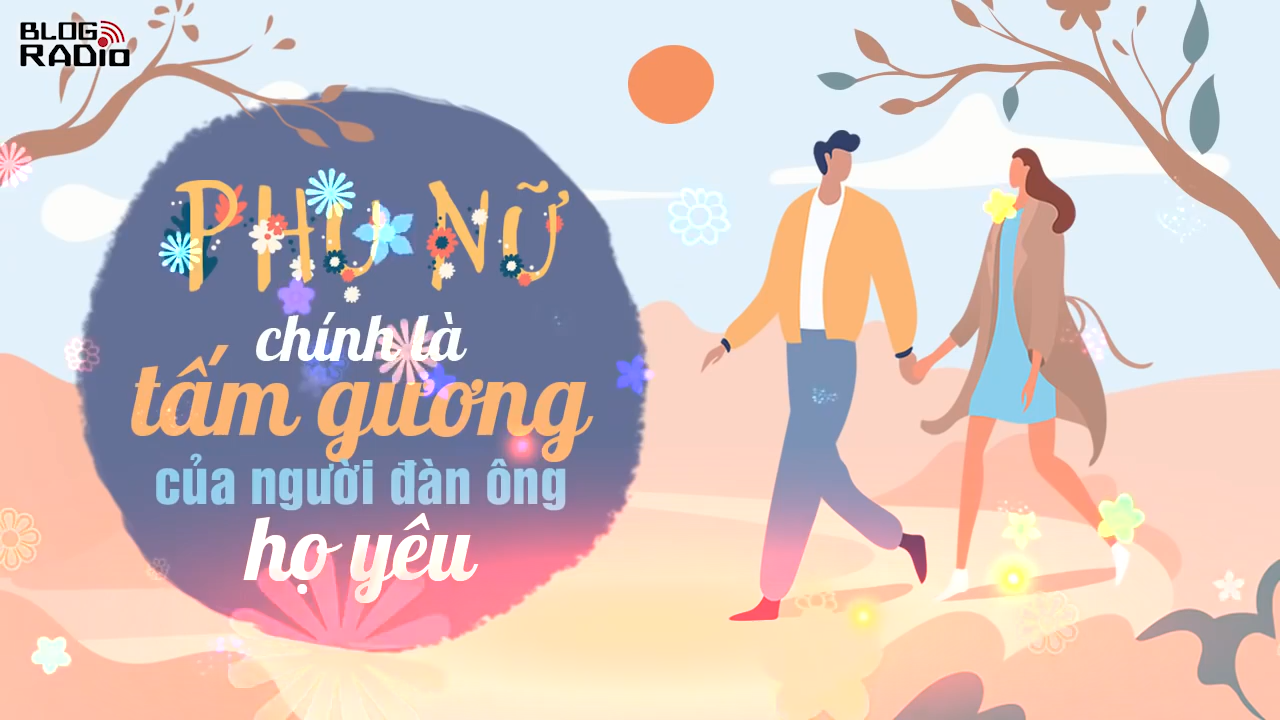 BLOG
RADIO
PHỤ NỮ
chính là
tấm gương
của người đàn ông
họ yêu